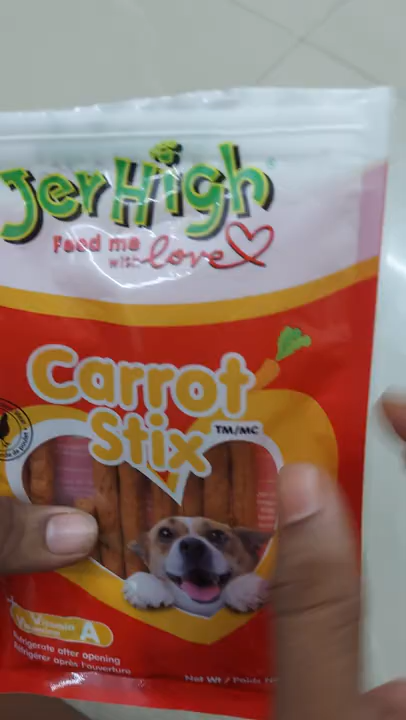 JerHigh
Feed me
with love
Carrot
Stix
TM/MC
Vitamin
A
Refrigerate after opening
Réfrigérer après l'ouverture
Net Wt / Poids